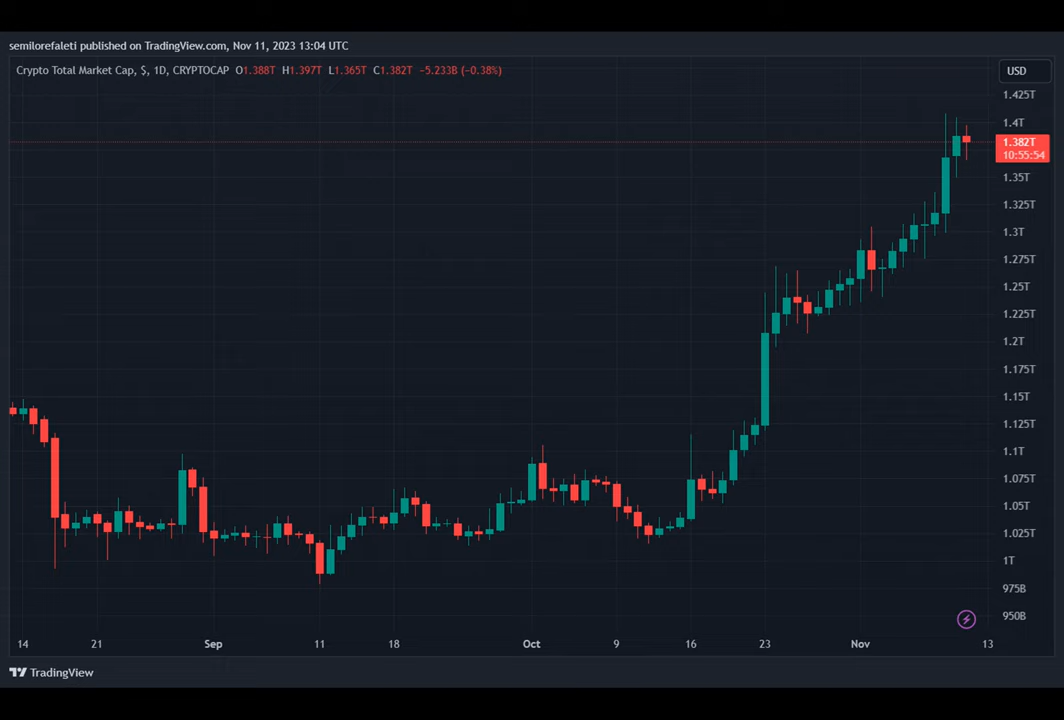 semilorefaleti published on TradingView.com, Nov 11, 2023 13:04 UTC
Crypto Total Market Cap, $, 1D, CRYPTOCAP O1.388T H1.397T L1.365T C1.382T −5.233B (−0.38%)
USD
1.425T
1.4T
1.382T
10:55:54
1.35T
1.325T
1.3T
1.275T
1.25T
1.225T
1.2T
1.175T
1.15T
1.125T
1.1T
1.075T
1.05T
1.025T
1T
975B
950B
14 21 Sep 11 18 Oct 9 16 23 Nov 13
TradingView